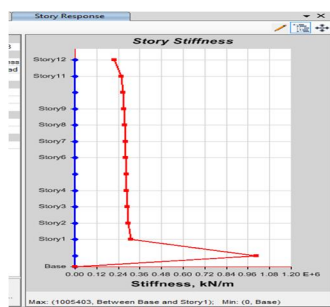 Story Response
Story Stiffness
Story12
Story11
Story9
Story8
Story7
Story6
Story4
Story3
Story2
Story1
Base
0.00 0.12 0.24 0.36 0.48 0.60 0.72 0.84 0.96 1.08 1.20 E+6
Stiffness, kN/m
Max: (1005403, Between Base and Story1); Min: (0, Base)